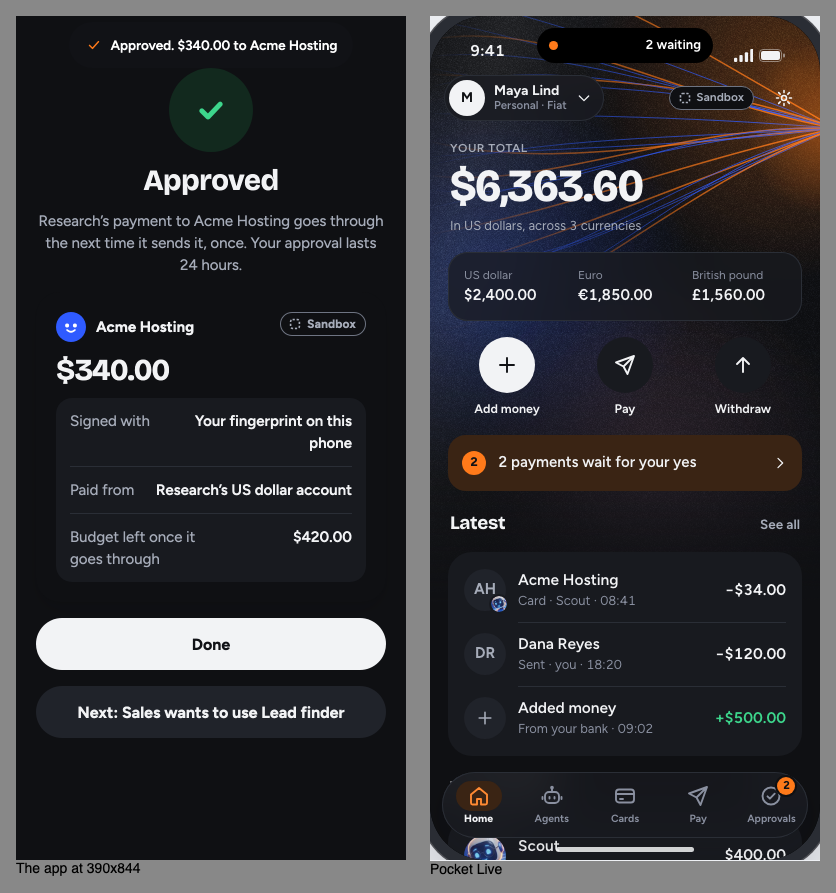 Approved. $340.00 to Acme Hosting
Approved
Research's payment to Acme Hosting goes through
the next time it sends it, once. Your approval lasts
24 hours.
Acme Hosting
Sandbox
$340.00
Signed with
Your fingerprint on this
phone
Paid from
Research's US dollar account
Budget left once it
goes through
$420.00
Done
Next: Sales wants to use Lead finder
The app at 390x844
9:41
2 waiting
M
Maya Lind
Personal · Fiat
Sandbox
YOUR TOTAL
$6,363.60
In US dollars, across 3 currencies
US dollar
$2,400.00
Euro
€1,850.00
British pound
£1,560.00
Add money
Pay
Withdraw
2
2 payments wait for your yes
Latest
See all
AH
Acme Hosting
Card · Scout · 08:41
−$34.00
DR
Dana Reyes
Sent · you · 18:20
−$120.00
Added money
From your bank · 09:02
+$500.00
Home
Agents
Cards
Pay
Approvals
2
Scout
$400.00
Pocket Live